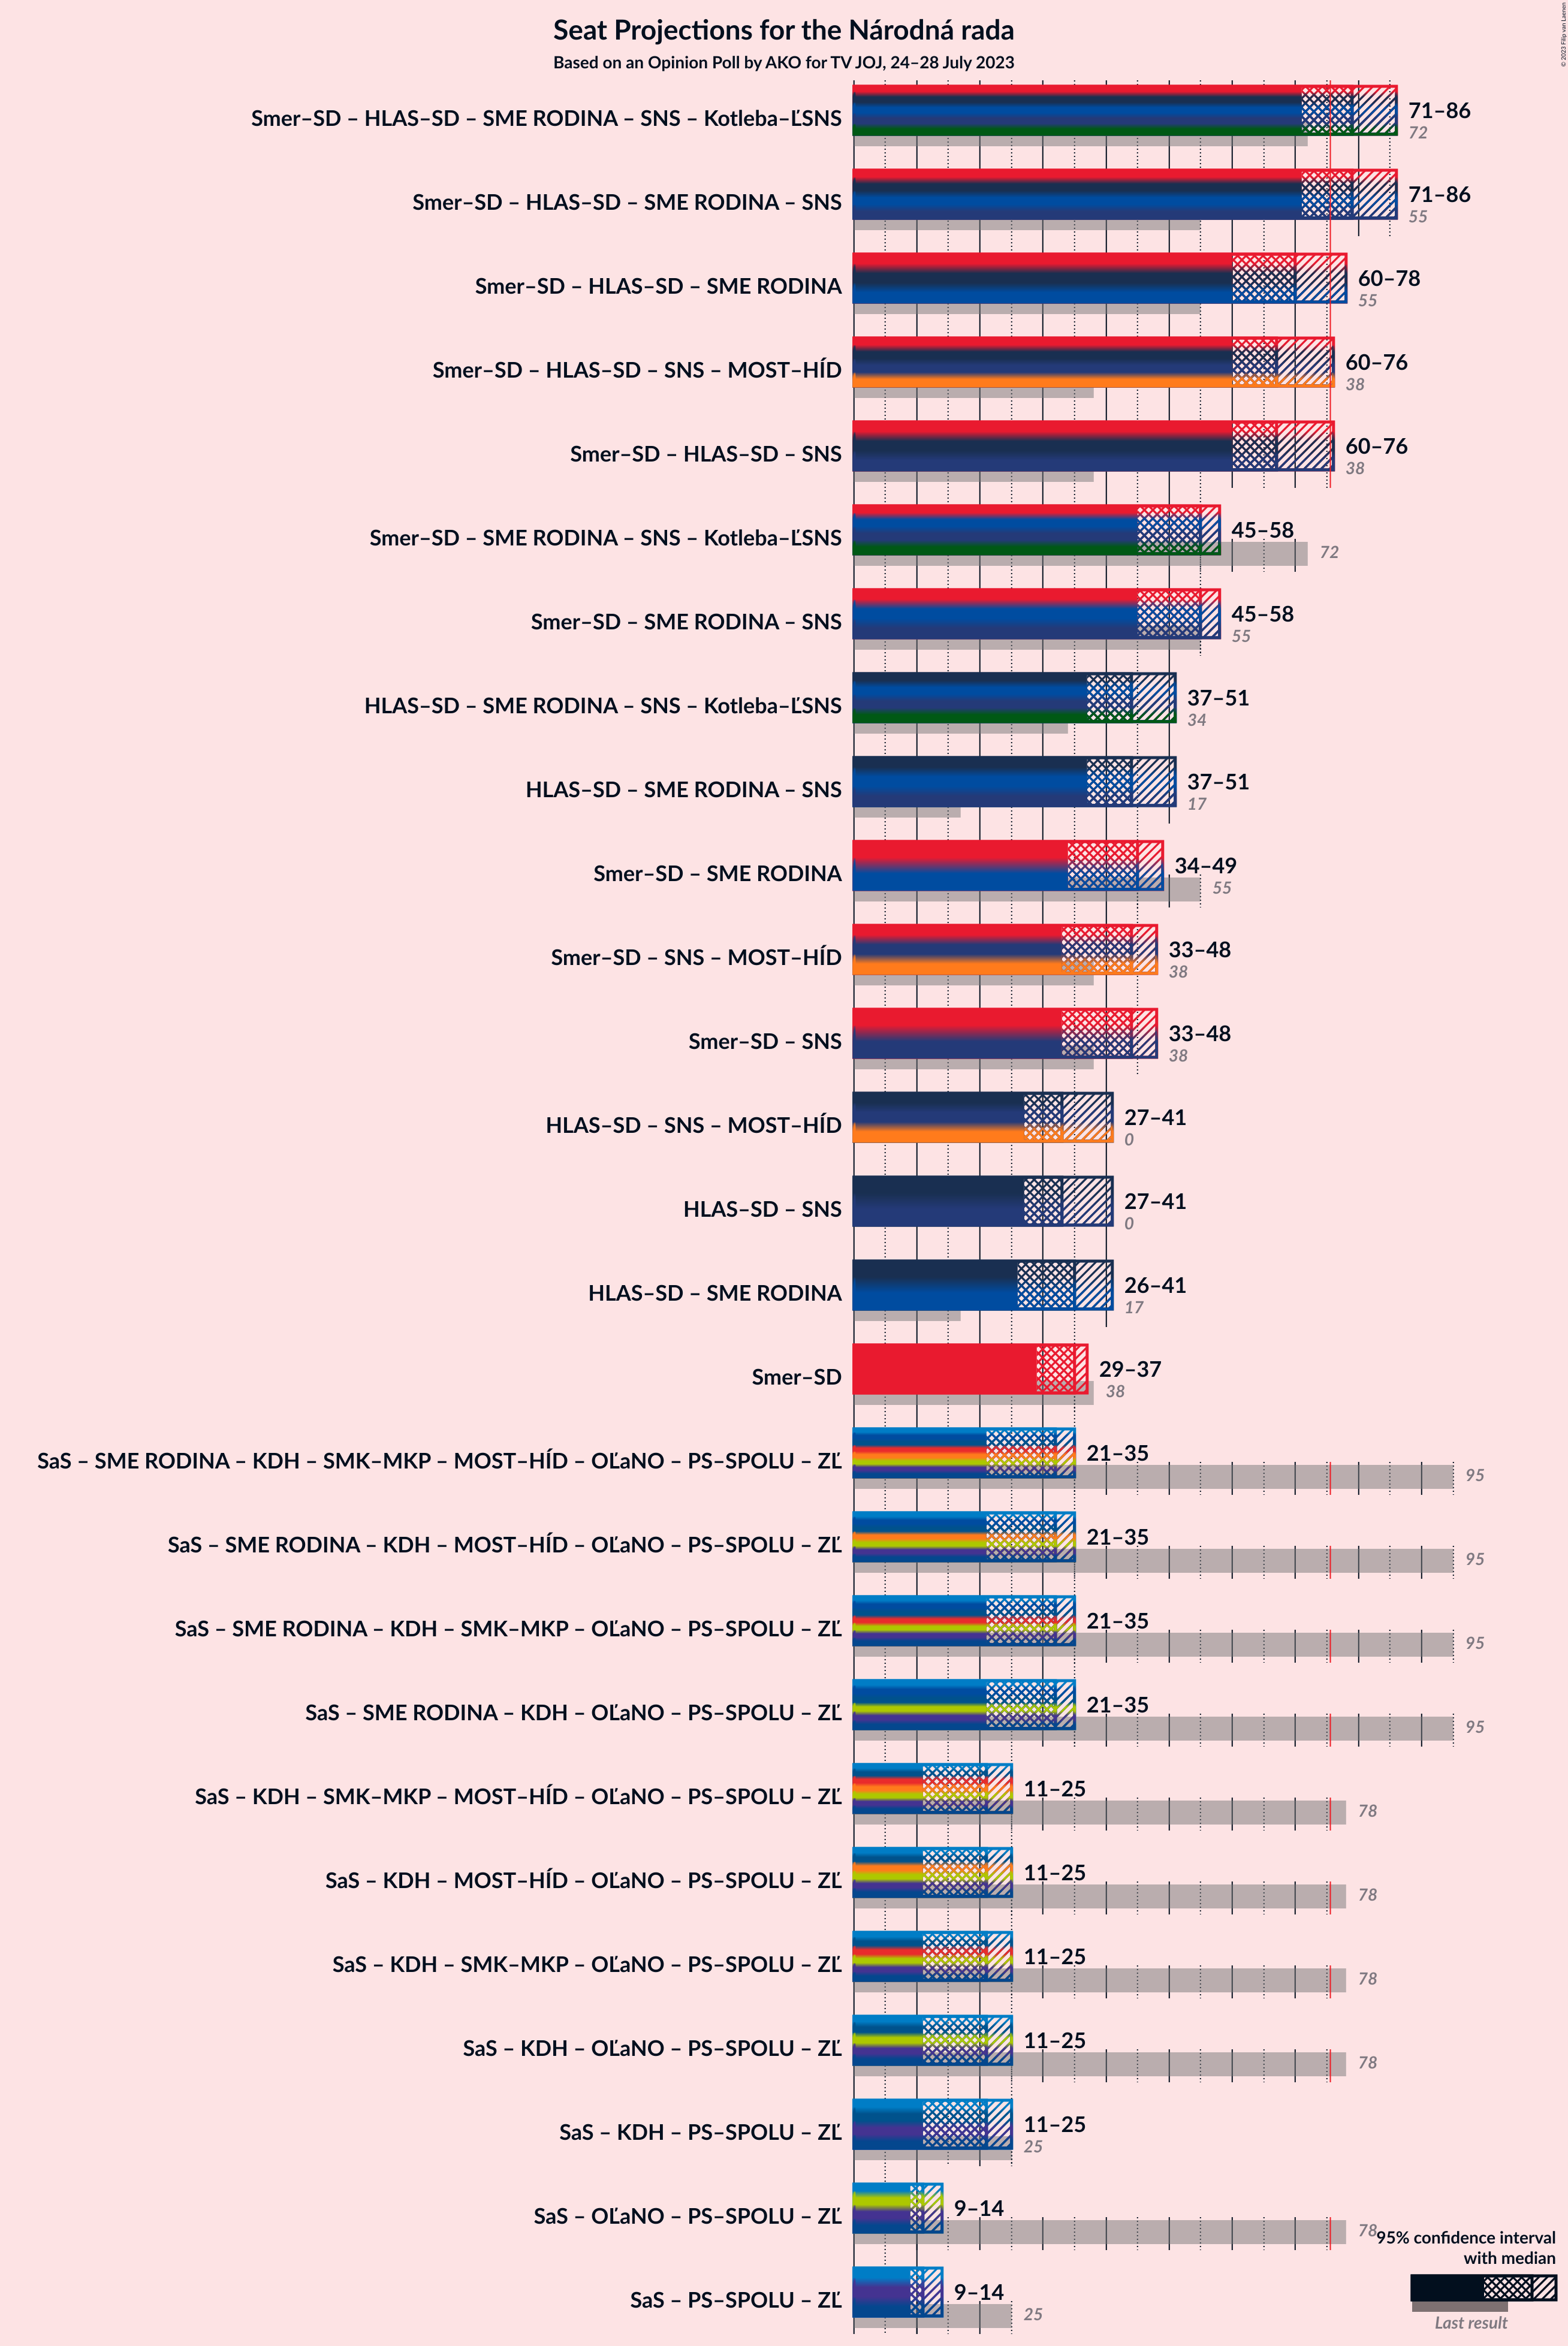 Seat Projections for the Národná rada
Based on an Opinion Poll by AKO for TV JOJ, 24–28 July 2023
© 2023 Filip van Laenen
Smer–SD – HLAS–SD – SME RODINA – SNS – Kotleba–ĽSNS
71–86
72
Smer–SD – HLAS–SD – SME RODINA – SNS
71–86
55
Smer–SD – HLAS–SD – SME RODINA
60–78
55
Smer–SD – HLAS–SD – SNS – MOST–HÍD
60–76
38
Smer–SD – HLAS–SD – SNS
60–76
38
Smer–SD – SME RODINA – SNS – Kotleba–ĽSNS
45–58
72
Smer–SD – SME RODINA – SNS
45–58
55
HLAS–SD – SME RODINA – SNS – Kotleba–ĽSNS
37–51
34
HLAS–SD – SME RODINA – SNS
37–51
17
Smer–SD – SME RODINA
34–49
55
Smer–SD – SNS – MOST–HÍD
33–48
38
Smer–SD – SNS
33–48
38
HLAS–SD – SNS – MOST–HÍD
27–41
0
HLAS–SD – SNS
27–41
0
HLAS–SD – SME RODINA
26–41
17
Smer–SD
29–37
38
SaS – SME RODINA – KDH – SMK–MKP – MOST–HÍD – OĽaNO – PS–SPOLU – ZĽ
21–35
95
SaS – SME RODINA – KDH – MOST–HÍD – OĽaNO – PS–SPOLU – ZĽ
21–35
95
SaS – SME RODINA – KDH – SMK–MKP – OĽaNO – PS–SPOLU – ZĽ
21–35
95
SaS – SME RODINA – KDH – OĽaNO – PS–SPOLU – ZĽ
21–35
95
SaS – KDH – SMK–MKP – MOST–HÍD – OĽaNO – PS–SPOLU – ZĽ
11–25
78
SaS – KDH – MOST–HÍD – OĽaNO – PS–SPOLU – ZĽ
11–25
78
SaS – KDH – SMK–MKP – OĽaNO – PS–SPOLU – ZĽ
11–25
78
SaS – KDH – OĽaNO – PS–SPOLU – ZĽ
11–25
78
SaS – KDH – PS–SPOLU – ZĽ
11–25
25
SaS – OĽaNO – PS–SPOLU – ZĽ
9–14
78
SaS – PS–SPOLU – ZĽ
9–14
25
95% confidence interval
with median
Last result